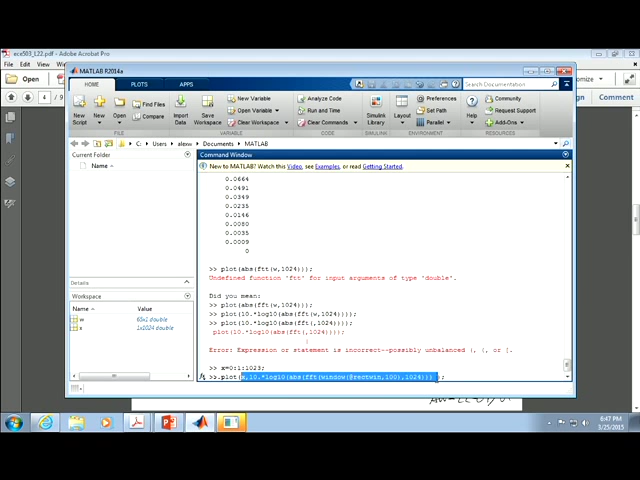 ece503_L22.pdf - Adobe Acrobat Pro
File Edit View
Open
Customize
4 / 9
Sign
Comment
MATLAB R2014a
HOME PLOTS APPS
Search Documentation
New Script
New
Open
Find Files
Compare
Import Data
Save Workspace
New Variable
Open Variable
Clear Workspace
Analyze Code
Run and Time
Clear Commands
Simulink Library
Layout
Preferences
Set Path
Parallel
Help
Community
Request Support
Add-Ons
FILE VARIABLE CODE SIMULINK ENVIRONMENT RESOURCES
C: Users alexw Documents MATLAB
Current Folder
Name
Details
Workspace
Name Value
w 65x1 double
x 1x1024 double
Command Window
New to MATLAB? Watch this Video, see Examples, or read Getting Started.
0.0664
0.0491
0.0349
0.0235
0.0146
0.0080
0.0035
0.0009
0
>> plot(abs(ftt(w,1024)));
Undefined function 'ftt' for input arguments of type 'double'.
Did you mean:
>> plot(abs(fft(w,1024)));
>> plot(10.*log10(abs(fft(w,1024))));
>> plot(10.*log10(abs(fft(,1024))));
plot(10.*log10(abs(fft(,1024))));
Error: Expression or statement is incorrect--possibly unbalanced (, {, or [.
>> x=0:1:1023;
fx >> plot(x,10.*log10(abs(fft(window(@rectwin,100),1024))) );
6:47 PM
3/25/2015